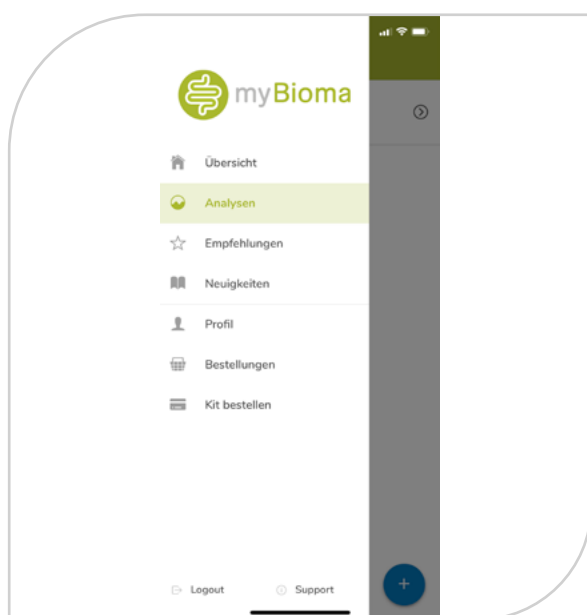 myBioma
Übersicht
Analysen
Empfehlungen
Neuigkeiten
Profil
Bestellungen
Kit bestellen
Logout Support